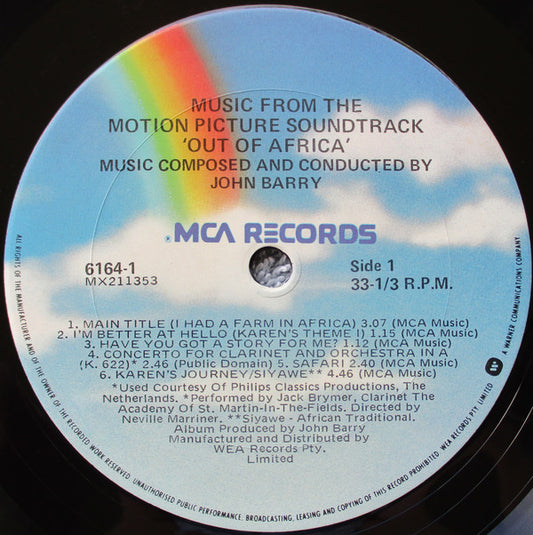 MUSIC FROM THE
MOTION PICTURE SOUNDTRACK
'OUT OF AFRICA'
MUSIC COMPOSED AND CONDUCTED BY
JOHN BARRY
MCA RECORDS
6164-1
MX211353
Side 1
33-1/3 R.P.M.
1. MAIN TITLE (I HAD A FARM IN AFRICA) 3.07 (MCA Music)
2. I'M BETTER AT HELLO (KAREN'S THEME I) 1.15 (MCA Music)
3. HAVE YOU GOT A STORY FOR ME? 1.12 (MCA Music)
4. CONCERTO FOR CLARINET AND ORCHESTRA IN A
(K. 622)* 2.46 (Public Domain) 5. SAFARI 2.40 (MCA Music)
6. KAREN'S JOURNEY/SIYAWE** 4.46 (MCA Music)
*Used Courtesy Of Philips Classics Productions, The
Netherlands. *Performed by Jack Brymer, Clarinet The
Academy Of St. Martin-In-The-Fields. Directed by
Neville Marriner. **Siyawe - African Traditional.
Album Produced by John Barry
Manufactured and Distributed by
WEA Records Pty.
Limited
ALL RIGHTS OF THE MANUFACTURER AND OF THE OWNER OF THE RECORDED WORK RESERVED. UNAUTHORISED PUBLIC PERFORMANCE, BROADCASTING, LEASING AND COPYING OF THIS RECORD PROHIBITED. WEA RECORDS PTY. LIMITED
A WARNER COMMUNICATIONS COMPANY